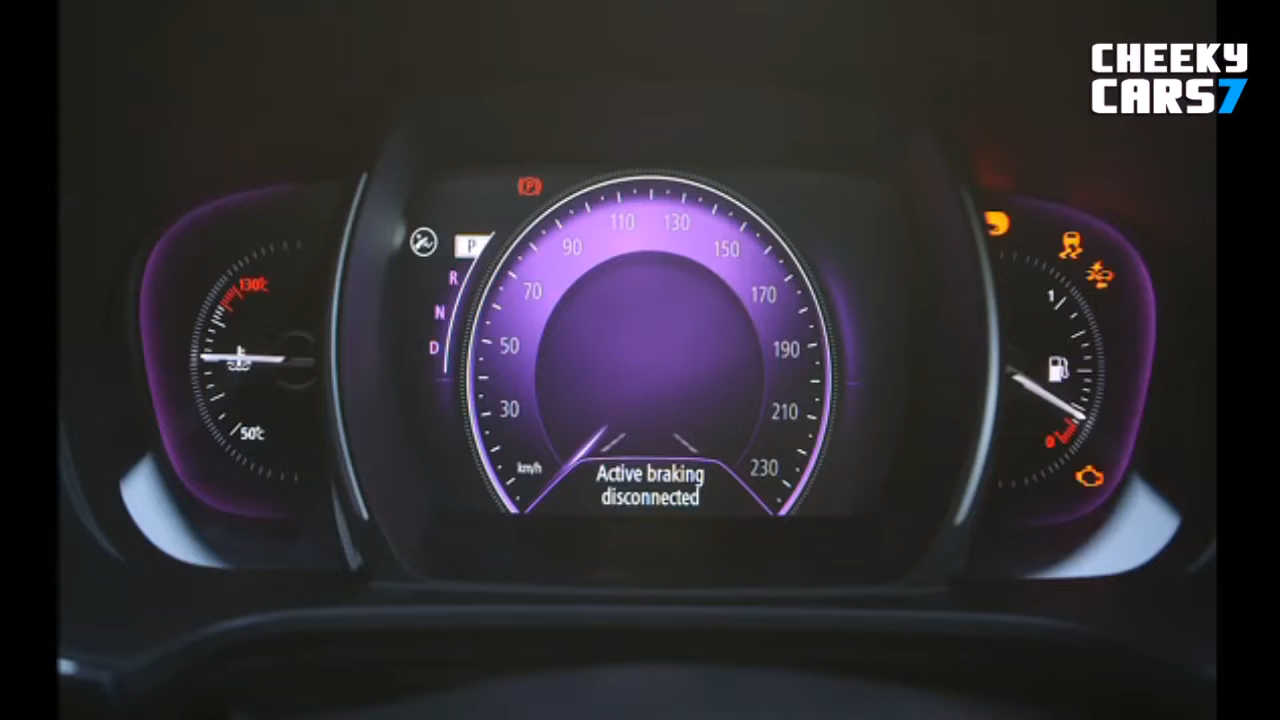 CHEEKY
CARS7
130°C
50°C
P
P
R
N
D
30
50
70
90
110
130
150
170
190
210
230
km/h
Active braking
disconnected
1
0